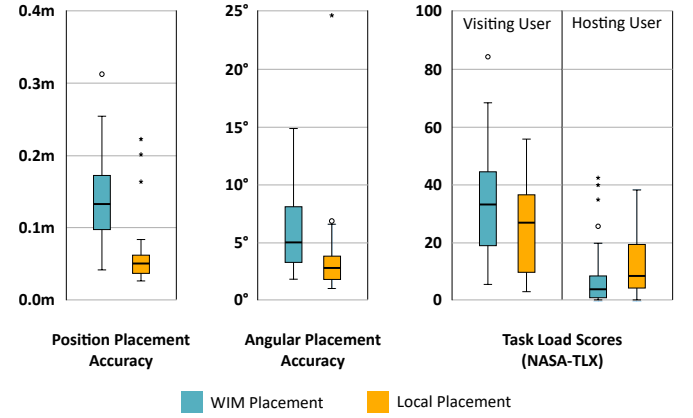 0.4m
0.3m
0.2m
0.1m
0.0m
Position Placement
Accuracy
25°
20°
15°
10°
5°
0°
Angular Placement
Accuracy
100
80
60
40
20
0
Visiting User
Hosting User
Task Load Scores
(NASA-TLX)
WIM Placement
Local Placement